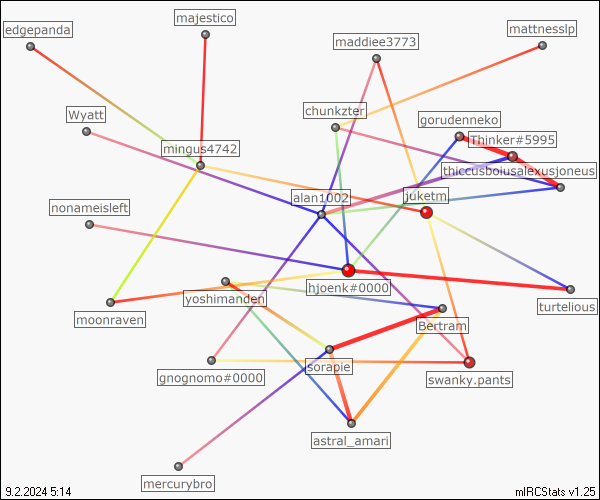 majestico
edgepanda
mattnesslp
maddiee3773
chunkzter
Wyatt
gorudenneko
Thinker#5995
mingus4742
thiccusboiusalexusjoneus
alan1002
juketm
nonameisleft
hjoenk#0000
yoshimanden
turtelious
moonraven
Bertram
sorapie
gnognomo#0000
swanky.pants
astral_amari
mercurybro
9.2.2024 5:14
mIRCStats v1.25